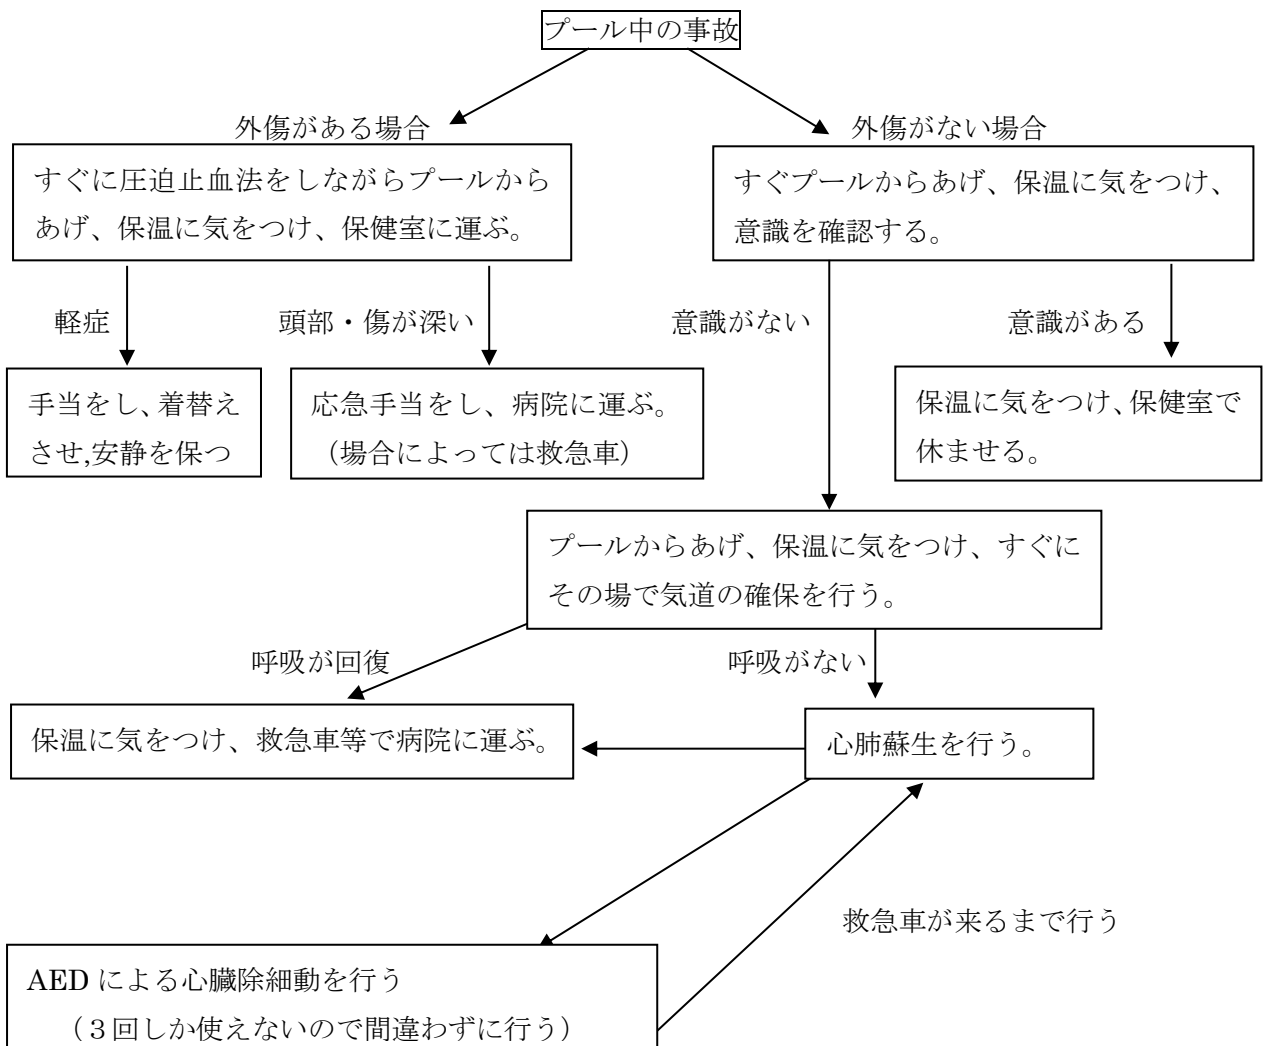 プール中の事故
外傷がある場合
外傷がない場合
すぐに圧迫止血法をしながらプールから
あげ、保温に気をつけ、保健室に運ぶ。
すぐプールからあげ、保温に気をつけ、
意識を確認する。
軽症
頭部・傷が深い
意識がない
意識がある
手当をし、着替え
させ,安静を保つ
応急手当をし、病院に運ぶ。
（場合によっては救急車）
保温に気をつけ、保健室で
休ませる。
プールからあげ、保温に気をつけ、すぐに
その場で気道の確保を行う。
呼吸が回復
呼吸がない
保温に気をつけ、救急車等で病院に運ぶ。
心肺蘇生を行う。
救急車が来るまで行う
AED による心臓除細動を行う
（３回しか使えないので間違わずに行う）